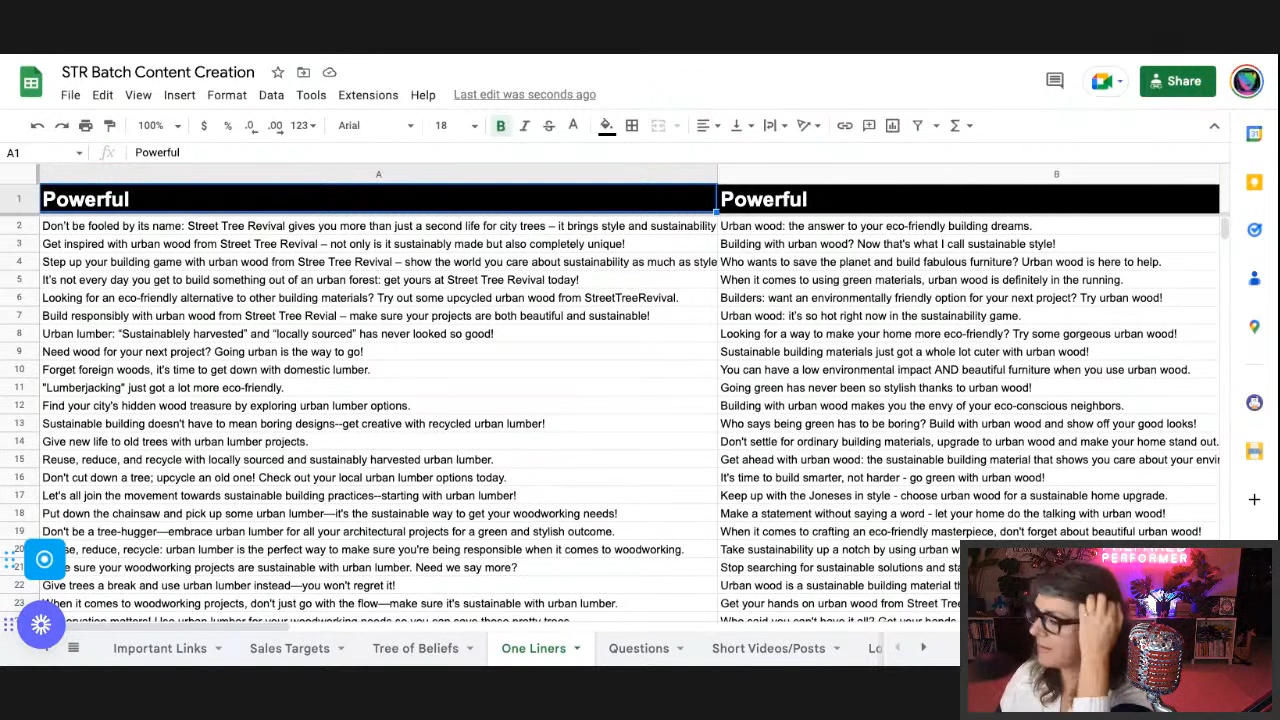 STR Batch Content Creation
File Edit View Insert Format Data Tools Extensions Help Last edit was seconds ago
Share
100% $ % .0 .00 123 Arial 18 B I S A
A1 fx Powerful
A B
1 Powerful Powerful
2 Don't be fooled by its name: Street Tree Revival gives you more than just a second life for city trees – it brings style and sustainability Urban wood: the answer to your eco-friendly building dreams.
3 Get inspired with urban wood from Street Tree Revival – not only is it sustainably made but also completely unique! Building with urban wood? Now that's what I call sustainable style!
4 Step up your building game with urban wood from Stree Tree Revival – show the world you care about sustainability as much as style Who wants to save the planet and build fabulous furniture? Urban wood is here to help.
5 It's not every day you get to build something out of an urban forest: get yours at Street Tree Revival today! When it comes to using green materials, urban wood is definitely in the running.
6 Looking for an eco-friendly alternative to other building materials? Try out some upcycled urban wood from StreetTreeRevival. Builders: want an environmentally friendly option for your next project? Try urban wood!
7 Build responsibly with urban wood from Street Tree Revial – make sure your projects are both beautiful and sustainable! Urban wood: it's so hot right now in the sustainability game.
8 Urban lumber: “Sustainablely harvested” and “locally sourced” has never looked so good! Looking for a way to make your home more eco-friendly? Try some gorgeous urban wood!
9 Need wood for your next project? Going urban is the way to go! Sustainable building materials just got a whole lot cuter with urban wood!
10 Forget foreign woods, it's time to get down with domestic lumber. You can have a low environmental impact AND beautiful furniture when you use urban wood.
11 "Lumberjacking" just got a lot more eco-friendly. Going green has never been so stylish thanks to urban wood!
12 Find your city's hidden wood treasure by exploring urban lumber options. Building with urban wood makes you the envy of your eco-conscious neighbors.
13 Sustainable building doesn't have to mean boring designs--get creative with recycled urban lumber! Who says being green has to be boring? Build with urban wood and show off your good looks!
14 Give new life to old trees with urban lumber projects. Don't settle for ordinary building materials, upgrade to urban wood and make your home stand out.
15 Reuse, reduce, and recycle with locally sourced and sustainably harvested urban lumber. Get ahead with urban wood: the sustainable building material that shows you care about your envir
16 Don't cut down a tree; upcycle an old one! Check out your local urban lumber options today. It's time to build smarter, not harder - go green with urban wood!
17 Let's all join the movement towards sustainable building practices--starting with urban lumber! Keep up with the Joneses in style - choose urban wood for a sustainable home upgrade.
18 Put down the chainsaw and pick up some urban lumber—it's the sustainable way to get your woodworking needs! Make a statement without saying a word - let your home do the talking with urban wood!
19 Don't be a tree-hugger—embrace urban lumber for all your architectural projects for a green and stylish outcome. When it comes to crafting an eco-friendly masterpiece, don't forget about beautiful urban wood!
20 se, reduce, recycle: urban lumber is the perfect way to make sure you're being responsible when it comes to woodworking. Take sustainability up a notch by using urban w
21 sure your woodworking projects are sustainable with urban lumber. Need we say more? Stop searching for sustainable solutions and sta
22 Give trees a break and use urban lumber instead—you won't regret it! Urban wood is a sustainable building material th
23 When it comes to woodworking projects, don't just go with the flow—make sure it's sustainable with urban lumber. Get your hands on urban wood from Street Tree
PREPARED
PERFORMER
Important Links Sales Targets Tree of Beliefs One Liners Questions Short Videos/Posts Lo